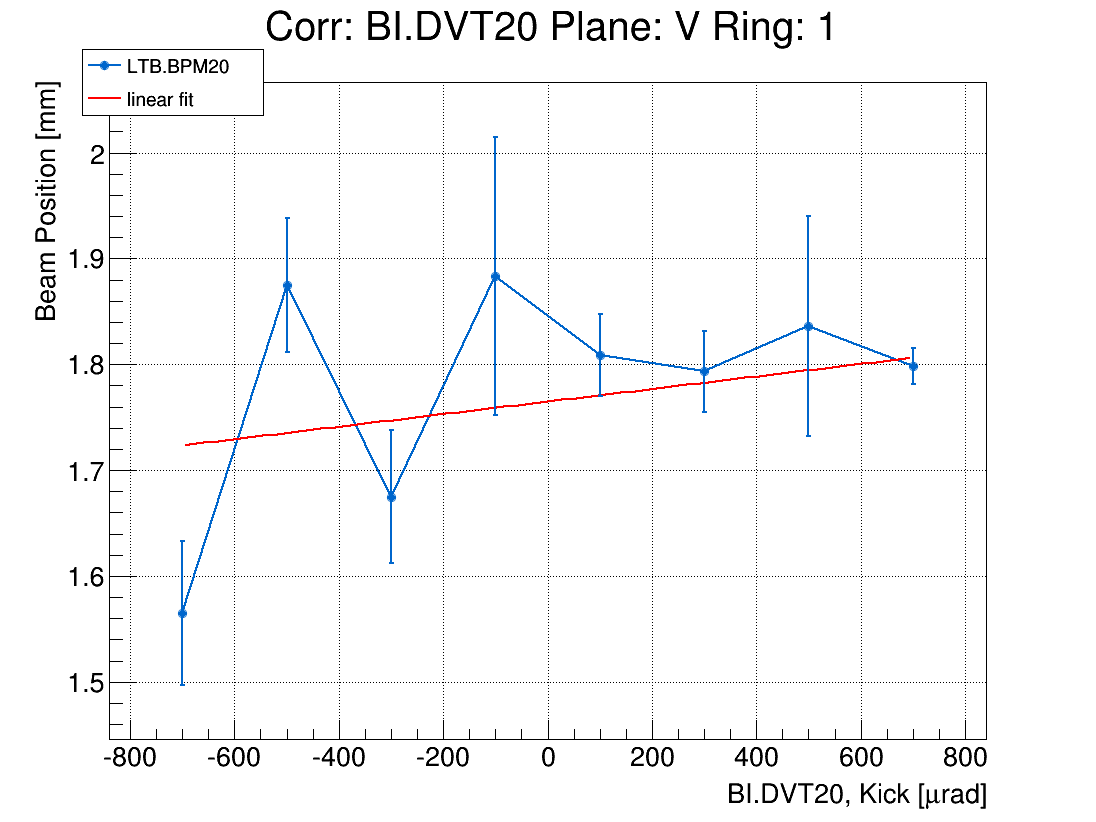 Corr: BI.DVT20 Plane: V Ring: 1
LTB.BPM20
linear fit
Beam Position [mm]
2
1.9
1.8
1.7
1.6
1.5
-800 -600 -400 -200 0 200 400 600 800
BI.DVT20, Kick [μrad]